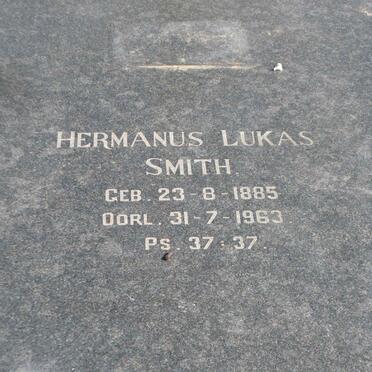 HERMANUS LUKAS
SMITH.
GEB. 23-8-1885
OORL. 31-7-1963
PS. 37:37.